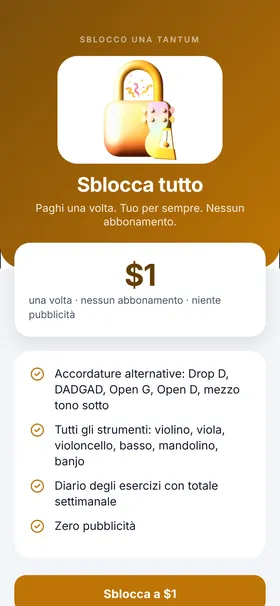 SBLOCCO UNA TANTUM
Sblocca tutto
Paghi una volta. Tuo per sempre. Nessun
abbonamento.
$1
una volta · nessun abbonamento · niente
pubblicità
Accordature alternative: Drop D,
DADGAD, Open G, Open D, mezzo
tono sotto
Tutti gli strumenti: violino, viola,
violoncello, basso, mandolino,
banjo
Diario degli esercizi con totale
settimanale
Zero pubblicità
Sblocca a $1